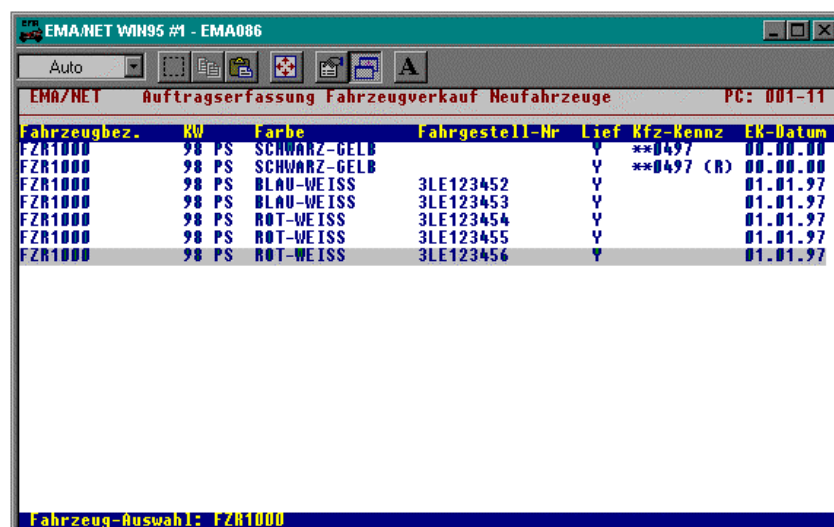 EMA/NET WIN95 #1 - EMA086
Auto
A
EMA/NET Auftragserfassung Fahrzeugverkauf Neufahrzeuge PC: 001-11
Fahrzeugbez. KW Farbe Fahrgestell-Nr Lief Kfz-Kennz EK-Datum
FZR1000 98 PS SCHWARZ-GELB Y **0497 00.00.00
FZR1000 98 PS SCHWARZ-GELB Y **0497 (R) 00.00.00
FZR1000 98 PS BLAU-WEISS 3LE123452 Y 01.01.97
FZR1000 98 PS BLAU-WEISS 3LE123453 Y 01.01.97
FZR1000 98 PS ROT-WEISS 3LE123454 Y 01.01.97
FZR1000 98 PS ROT-WEISS 3LE123455 Y 01.01.97
FZR1000 98 PS ROT-WEISS 3LE123456 Y 01.01.97
Fahrzeug-Auswahl: FZR1000